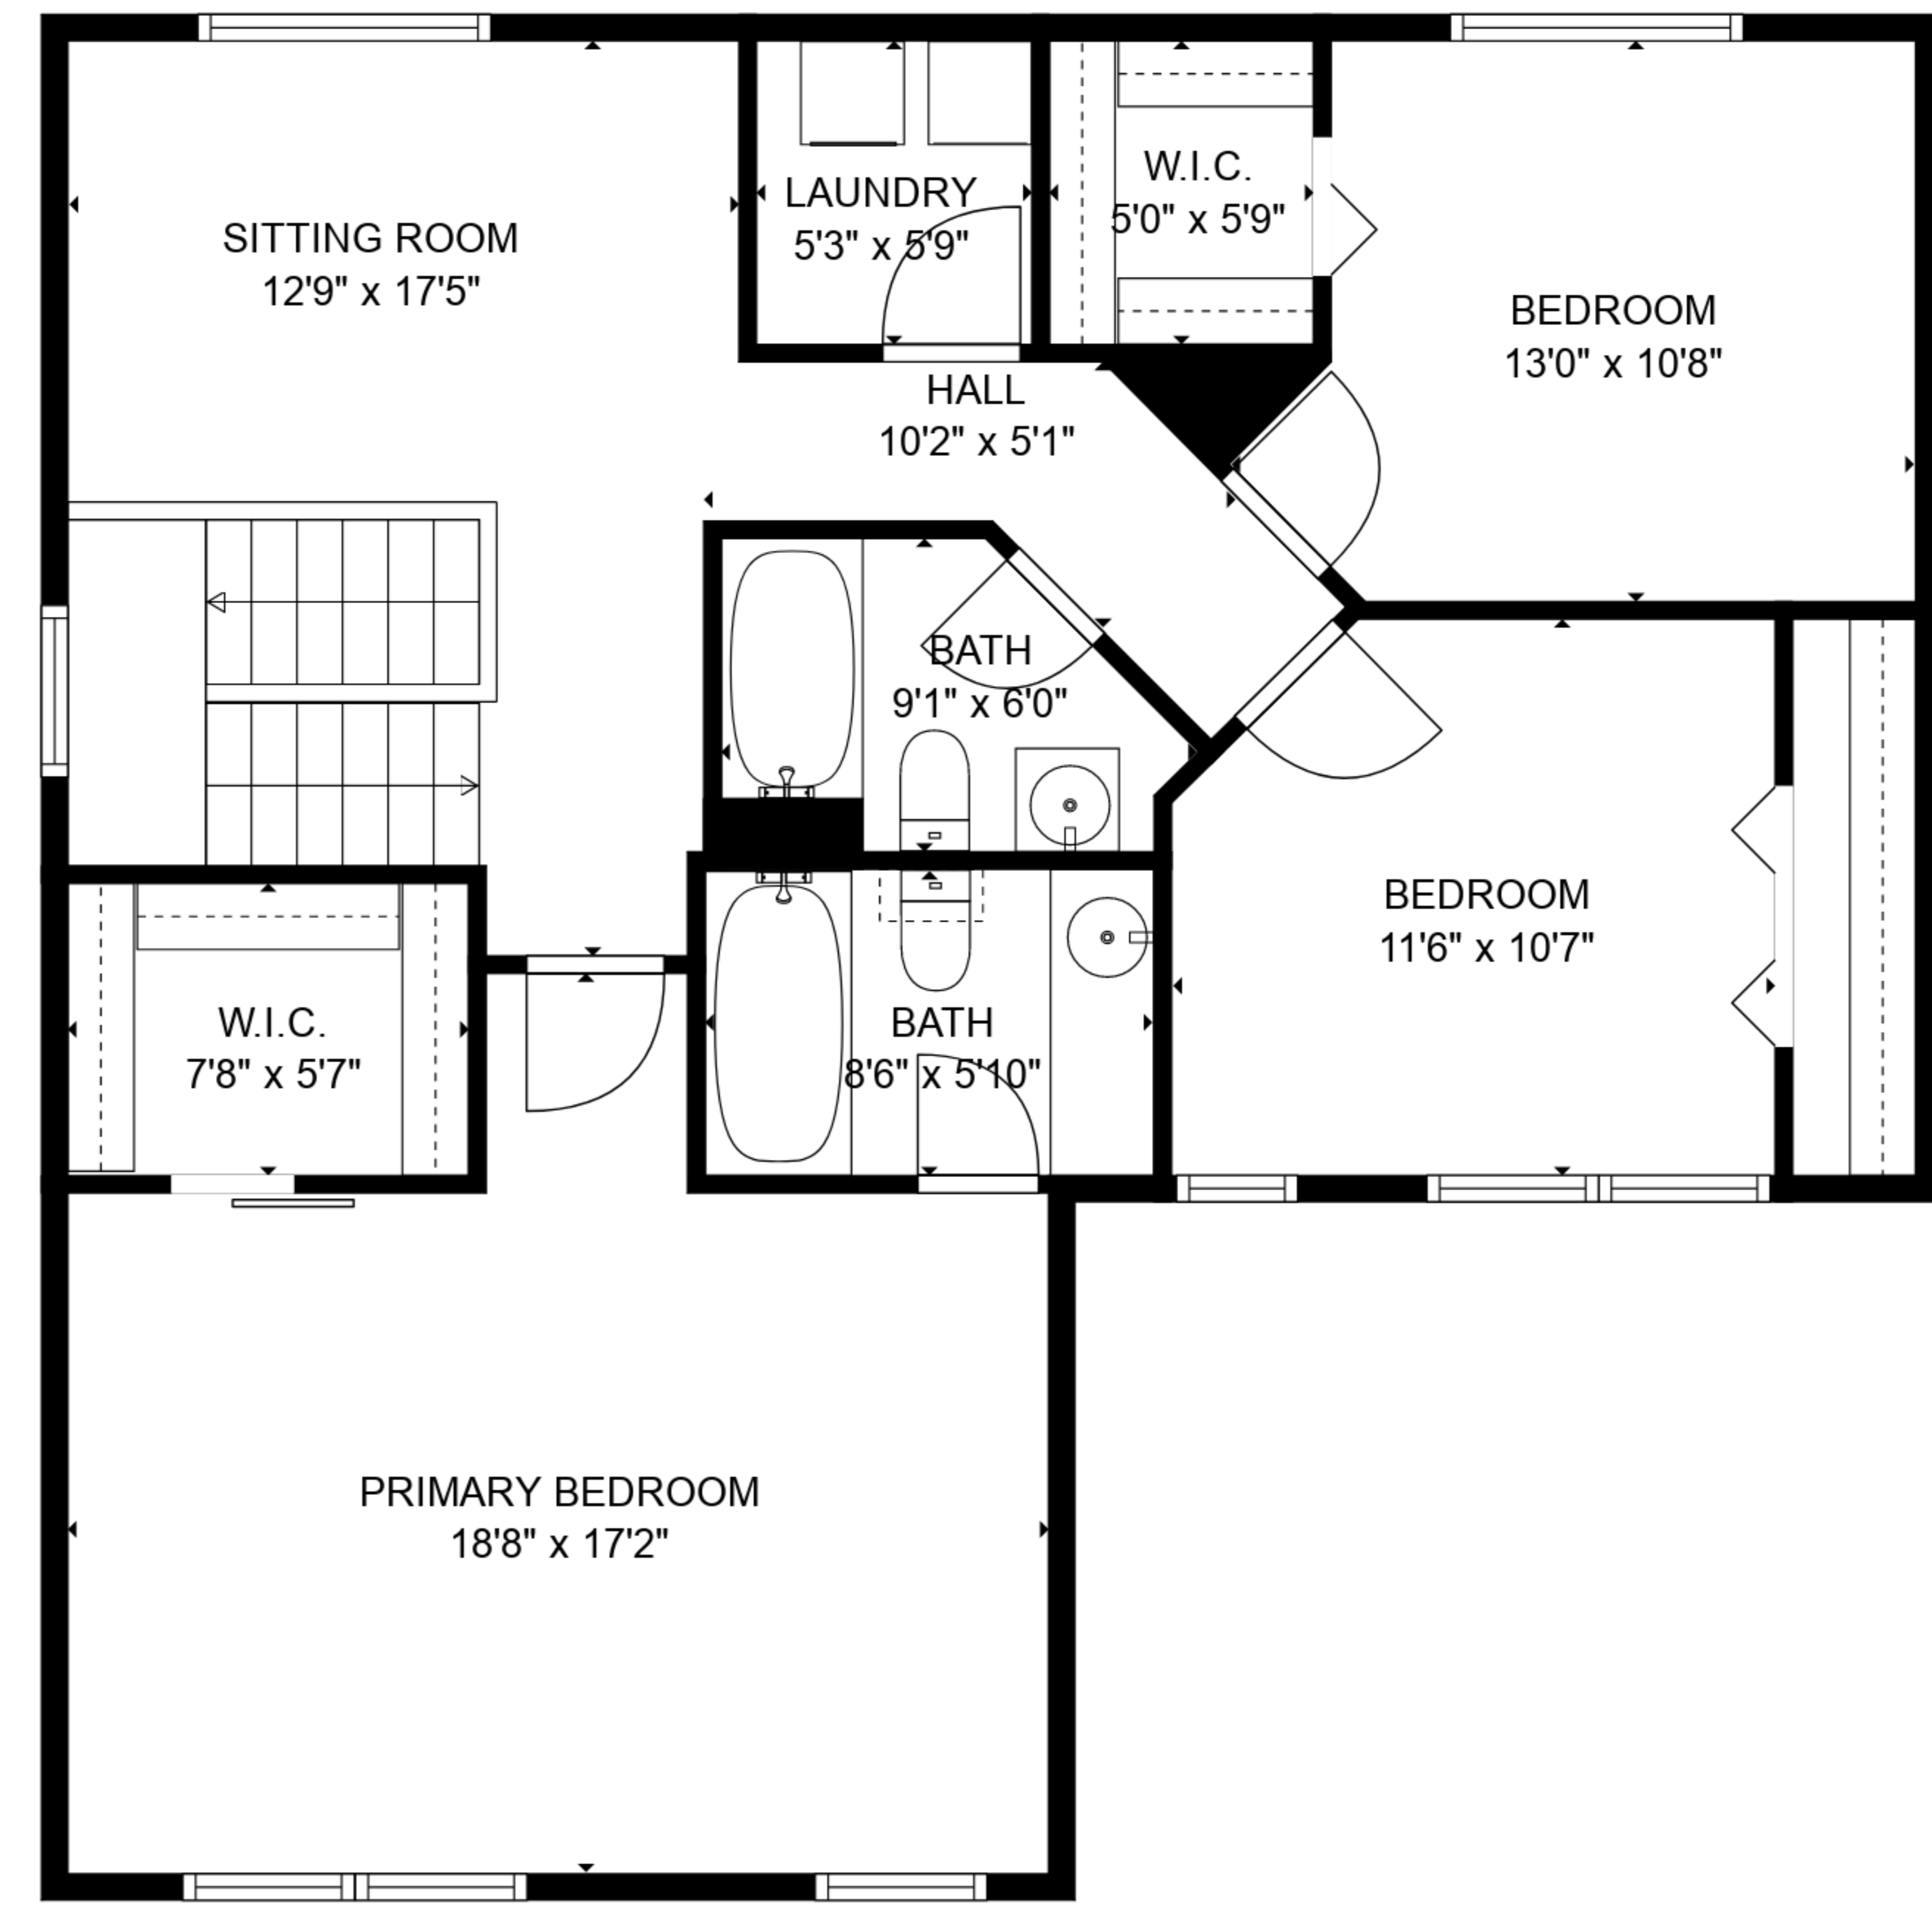 LAUNDRY
5'3" x 5'9"
W.I.C.
5'0" x 5'9"
SITTING ROOM
12'9" x 17'5"
BEDROOM
13'0" x 10'8"
HALL
10'2" x 5'1"
BATH
9'1" x 6'0"
BEDROOM
11'6" x 10'7"
W.I.C.
7'8" x 5'7"
BATH
8'6" x 5'10"
PRIMARY BEDROOM
18'8" x 17'2"